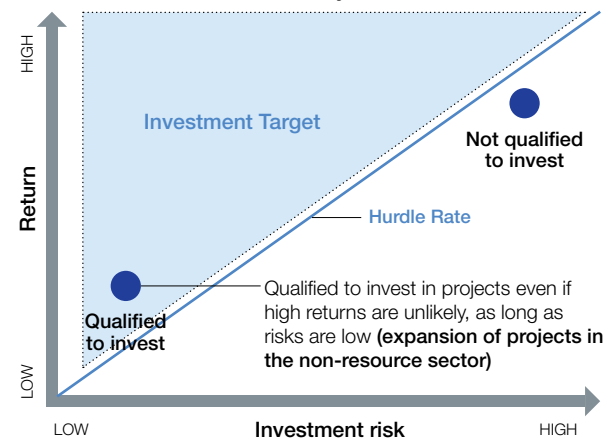 HIGH
Investment Target
Not qualified
to invest
Return
Hurdle Rate
Qualified to invest in projects even if
high returns are unlikely, as long as
risks are low (expansion of projects in
the non-resource sector)
Qualified
to invest
LOW
LOW
Investment risk
HIGH